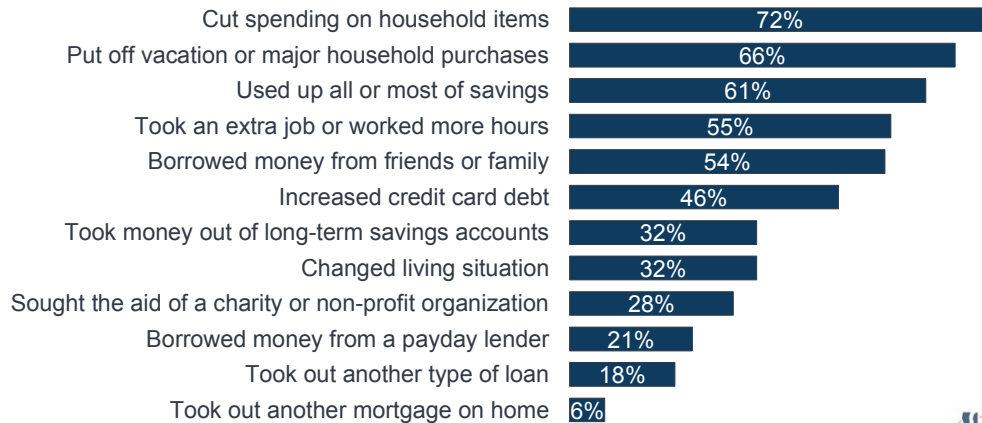 Cut spending on household items 72%
Put off vacation or major household purchases 66%
Used up all or most of savings 61%
Took an extra job or worked more hours 55%
Borrowed money from friends or family 54%
Increased credit card debt 46%
Took money out of long-term savings accounts 32%
Changed living situation 32%
Sought the aid of a charity or non-profit organization 28%
Borrowed money from a payday lender 21%
Took out another type of loan 18%
Took out another mortgage on home 6%